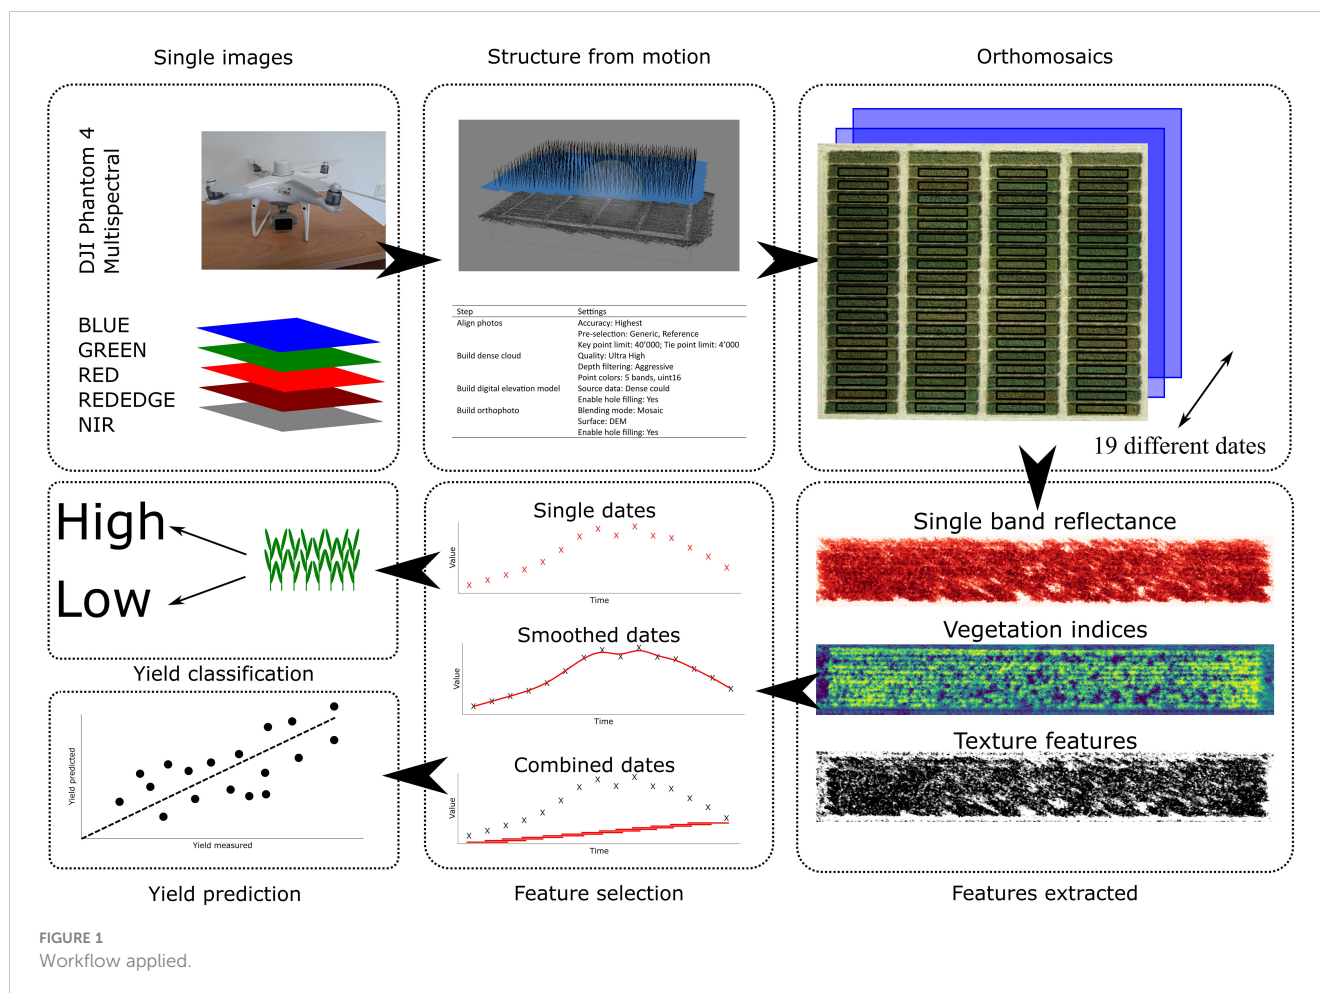 Single images
Structure from motion
Orthomosaics
DJI Phantom 4
Multispectral
BLUE
GREEN
RED
REDEDGE
NIR
Step Settings
Align photos Accuracy: Highest
Pre-selection: Generic, Reference
Key point limit: 40'000; Tie point limit: 4'000
Build dense cloud Quality: Ultra High
Depth filtering: Aggressive
Point colors: 5 bands, uint16
Build digital elevation model Source data: Dense could
Enable hole filling: Yes
Build orthophoto Blending mode: Mosaic
Surface: DEM
Enable hole filling: Yes
19 different dates
High
Low
Yield classification
Yield predicted
Yield measured
Yield prediction
Single dates
Value
Time
Smoothed dates
Value
Time
Combined dates
Value
Time
Feature selection
Single band reflectance
Vegetation indices
Texture features
Features extracted
FIGURE 1
Workflow applied.